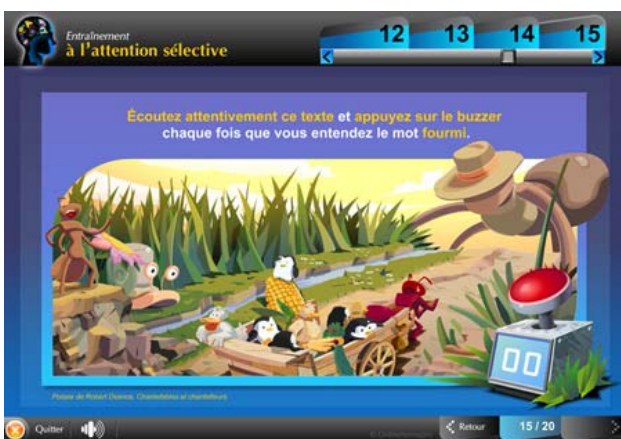 Entraînement
à l'attention sélective
12 13 14 15
Écoutez attentivement ce texte et appuyez sur le buzzer
chaque fois que vous entendez le mot fourmi.
00
Poésie de Robert Desnos, Chantefables et chantefleurs
Quitter
Retour
15 / 20